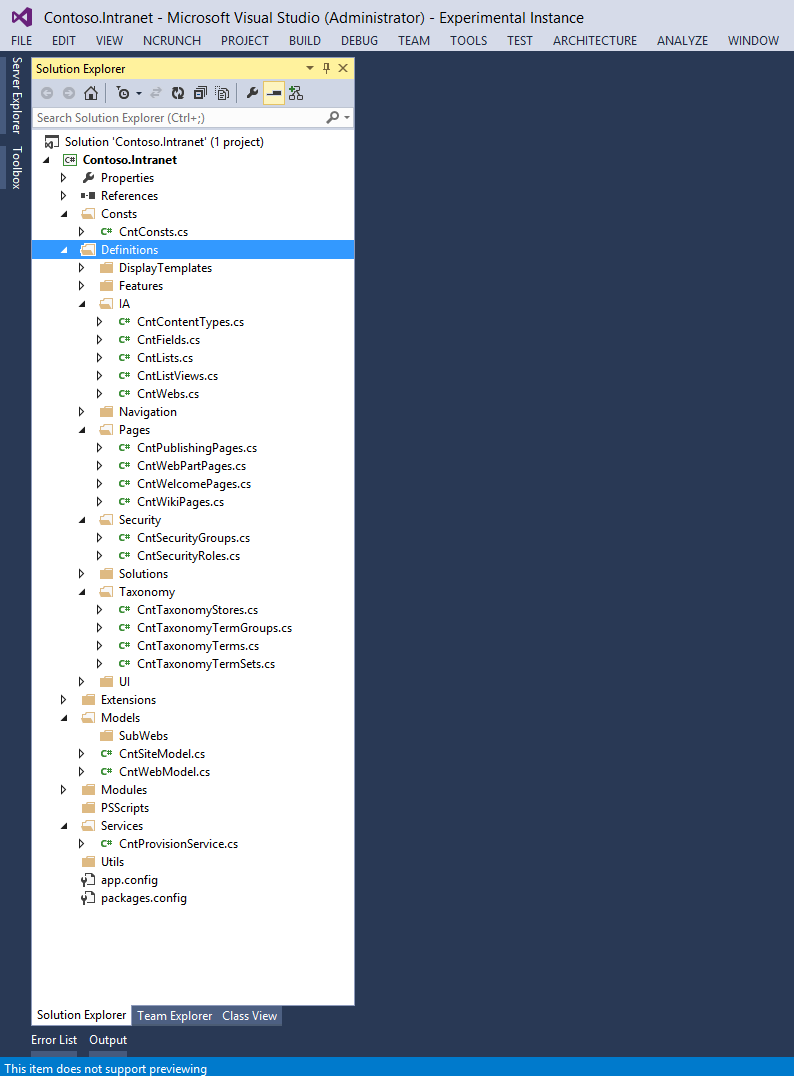 Contoso.Intranet - Microsoft Visual Studio (Administrator) - Experimental Instance
FILE EDIT VIEW NCRUNCH PROJECT BUILD DEBUG TEAM TOOLS TEST ARCHITECTURE ANALYZE WINDOW
Server Explorer
Toolbox
Solution Explorer
Search Solution Explorer (Ctrl+;)
Solution 'Contoso.Intranet' (1 project)
C# Contoso.Intranet
Properties
References
Consts
C# CntConsts.cs
Definitions
DisplayTemplates
Features
IA
C# CntContentTypes.cs
C# CntFields.cs
C# CntLists.cs
C# CntListViews.cs
C# CntWebs.cs
Navigation
Pages
C# CntPublishingPages.cs
C# CntWebPartPages.cs
C# CntWelcomePages.cs
C# CntWikiPages.cs
Security
C# CntSecurityGroups.cs
C# CntSecurityRoles.cs
Solutions
Taxonomy
C# CntTaxonomyStores.cs
C# CntTaxonomyTermGroups.cs
C# CntTaxonomyTerms.cs
C# CntTaxonomyTermSets.cs
UI
Extensions
Models
SubWebs
C# CntSiteModel.cs
C# CntWebModel.cs
Modules
PSScripts
Services
C# CntProvisionService.cs
Utils
app.config
packages.config
Solution Explorer Team Explorer Class View
Error List Output
This item does not support previewing